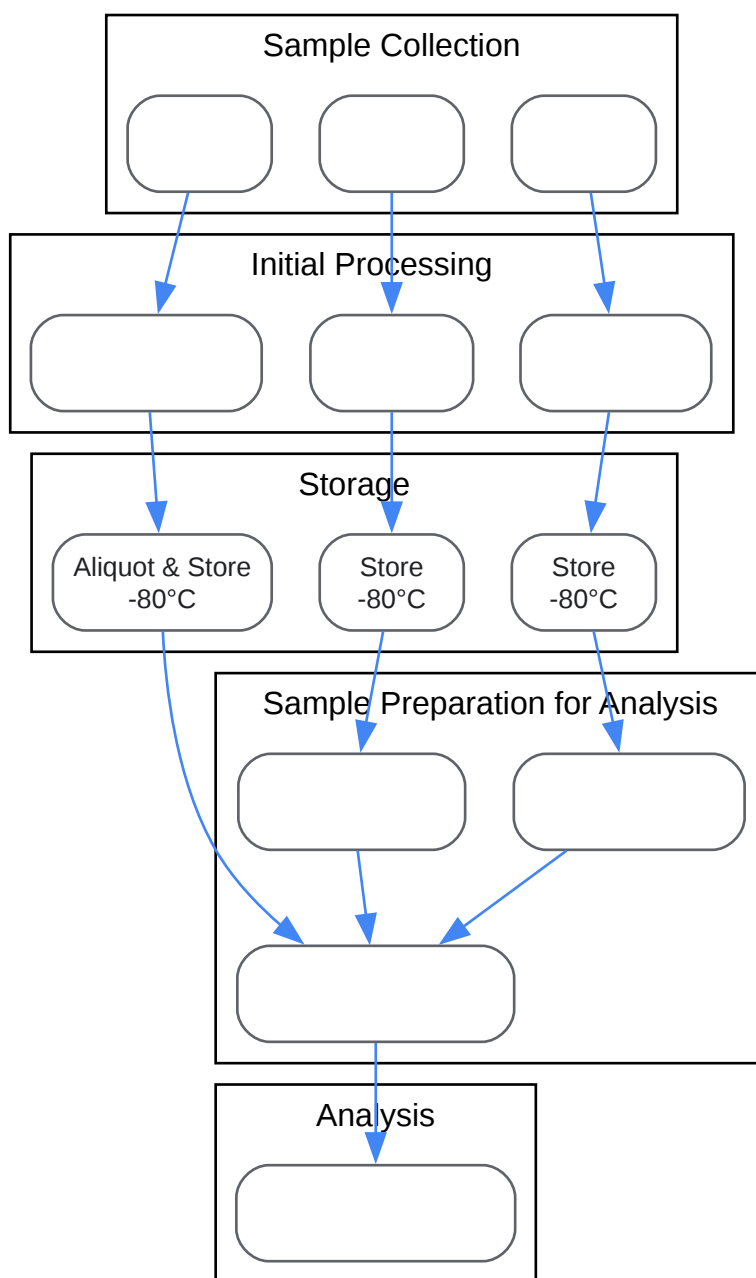 Sample Collection
Initial Processing
Storage
Aliquot & Store
-80°C
Store
-80°C
Store
-80°C
Sample Preparation for Analysis
Analysis